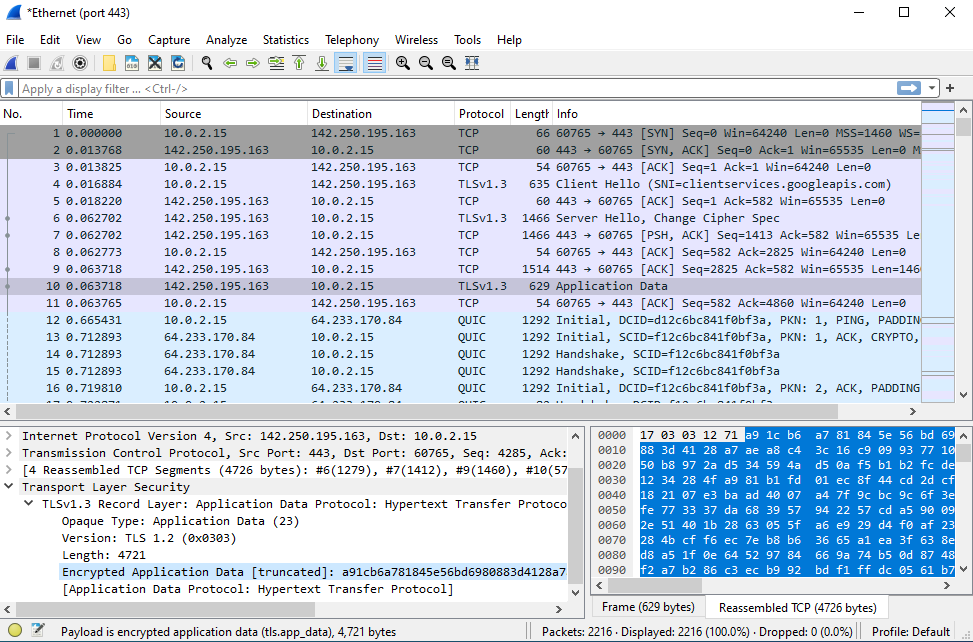 *Ethernet (port 443)
File Edit View Go Capture Analyze Statistics Telephony Wireless Tools Help
Apply a display filter ... <Ctrl-/>
No. Time Source Destination Protocol Length Info
1 0.000000 10.0.2.15 142.250.195.163 TCP 66 60765 → 443 [SYN] Seq=0 Win=64240 Len=0 MSS=1460 WS=
2 0.013768 142.250.195.163 10.0.2.15 TCP 60 443 → 60765 [SYN, ACK] Seq=0 Ack=1 Win=65535 Len=0 M
3 0.013825 10.0.2.15 142.250.195.163 TCP 54 60765 → 443 [ACK] Seq=1 Ack=1 Win=64240 Len=0
4 0.016884 10.0.2.15 142.250.195.163 TLSv1.3 635 Client Hello (SNI=clientservices.googleapis.com)
5 0.018220 142.250.195.163 10.0.2.15 TCP 60 443 → 60765 [ACK] Seq=1 Ack=582 Win=65535 Len=0
6 0.062702 142.250.195.163 10.0.2.15 TLSv1.3 1466 Server Hello, Change Cipher Spec
7 0.062702 142.250.195.163 10.0.2.15 TCP 1466 443 → 60765 [PSH, ACK] Seq=1413 Ack=582 Win=65535 Le
8 0.062773 10.0.2.15 142.250.195.163 TCP 54 60765 → 443 [ACK] Seq=582 Ack=2825 Win=64240 Len=0
9 0.063718 142.250.195.163 10.0.2.15 TCP 1514 443 → 60765 [ACK] Seq=2825 Ack=582 Win=65535 Len=146
10 0.063718 142.250.195.163 10.0.2.15 TLSv1.3 629 Application Data
11 0.063765 10.0.2.15 142.250.195.163 TCP 54 60765 → 443 [ACK] Seq=582 Ack=4860 Win=64240 Len=0
12 0.665431 10.0.2.15 64.233.170.84 QUIC 1292 Initial, DCID=d12c6bc841f0bf3a, PKN: 1, PING, PADDIN
13 0.712893 64.233.170.84 10.0.2.15 QUIC 1292 Initial, SCID=f12c6bc841f0bf3a, PKN: 1, ACK, CRYPTO,
14 0.712893 64.233.170.84 10.0.2.15 QUIC 1292 Handshake, SCID=f12c6bc841f0bf3a
15 0.712893 64.233.170.84 10.0.2.15 QUIC 1292 Handshake, SCID=f12c6bc841f0bf3a
16 0.719810 10.0.2.15 64.233.170.84 QUIC 1292 Initial, DCID=f12c6bc841f0bf3a, PKN: 2, ACK, PADDING
Internet Protocol Version 4, Src: 142.250.195.163, Dst: 10.0.2.15
Transmission Control Protocol, Src Port: 443, Dst Port: 60765, Seq: 4285, Ack:
[4 Reassembled TCP Segments (4726 bytes): #6(1279), #7(1412), #9(1460), #10(57
Transport Layer Security
TLSv1.3 Record Layer: Application Data Protocol: Hypertext Transfer Protoco
Opaque Type: Application Data (23)
Version: TLS 1.2 (0x0303)
Length: 4721
Encrypted Application Data [truncated]: a91cb6a781845e56bd6980883d4128a7
[Application Data Protocol: Hypertext Transfer Protocol]
0000 17 03 03 12 71 a9 1c b6 a7 81 84 5e 56 bd 69
0010 88 3d 41 28 a7 ae a8 c4 3c 16 c9 09 93 77 10
0020 50 b8 97 2a d5 34 59 4a d5 0a f5 b1 b2 fc de
0030 12 34 28 4f a9 81 b1 fd 01 ec 8f 44 cd 2d cf
0040 18 21 07 e3 ba ad 40 07 a4 7f 9c bc 9c 6f 3e
0050 fe 77 33 37 da 68 39 57 94 22 57 cd a5 90 09
0060 2e 51 40 1b 28 63 05 5f a6 e9 29 d4 f0 af 23
0070 28 4b cf f6 ec 7e b8 b6 36 65 a1 ea 3f 63 8e
0080 d8 a5 1f 0e 64 52 97 84 66 9a 74 b5 0d 87 48
0090 f2 a7 b2 86 c3 ec b9 92 bd f1 ff dc 05 61 b7
Frame (629 bytes) Reassembled TCP (4726 bytes)
Payload is encrypted application data (tls.app_data), 4,721 bytes Packets: 2216 · Displayed: 2216 (100.0%) · Dropped: 0 (0.0%) Profile: Default